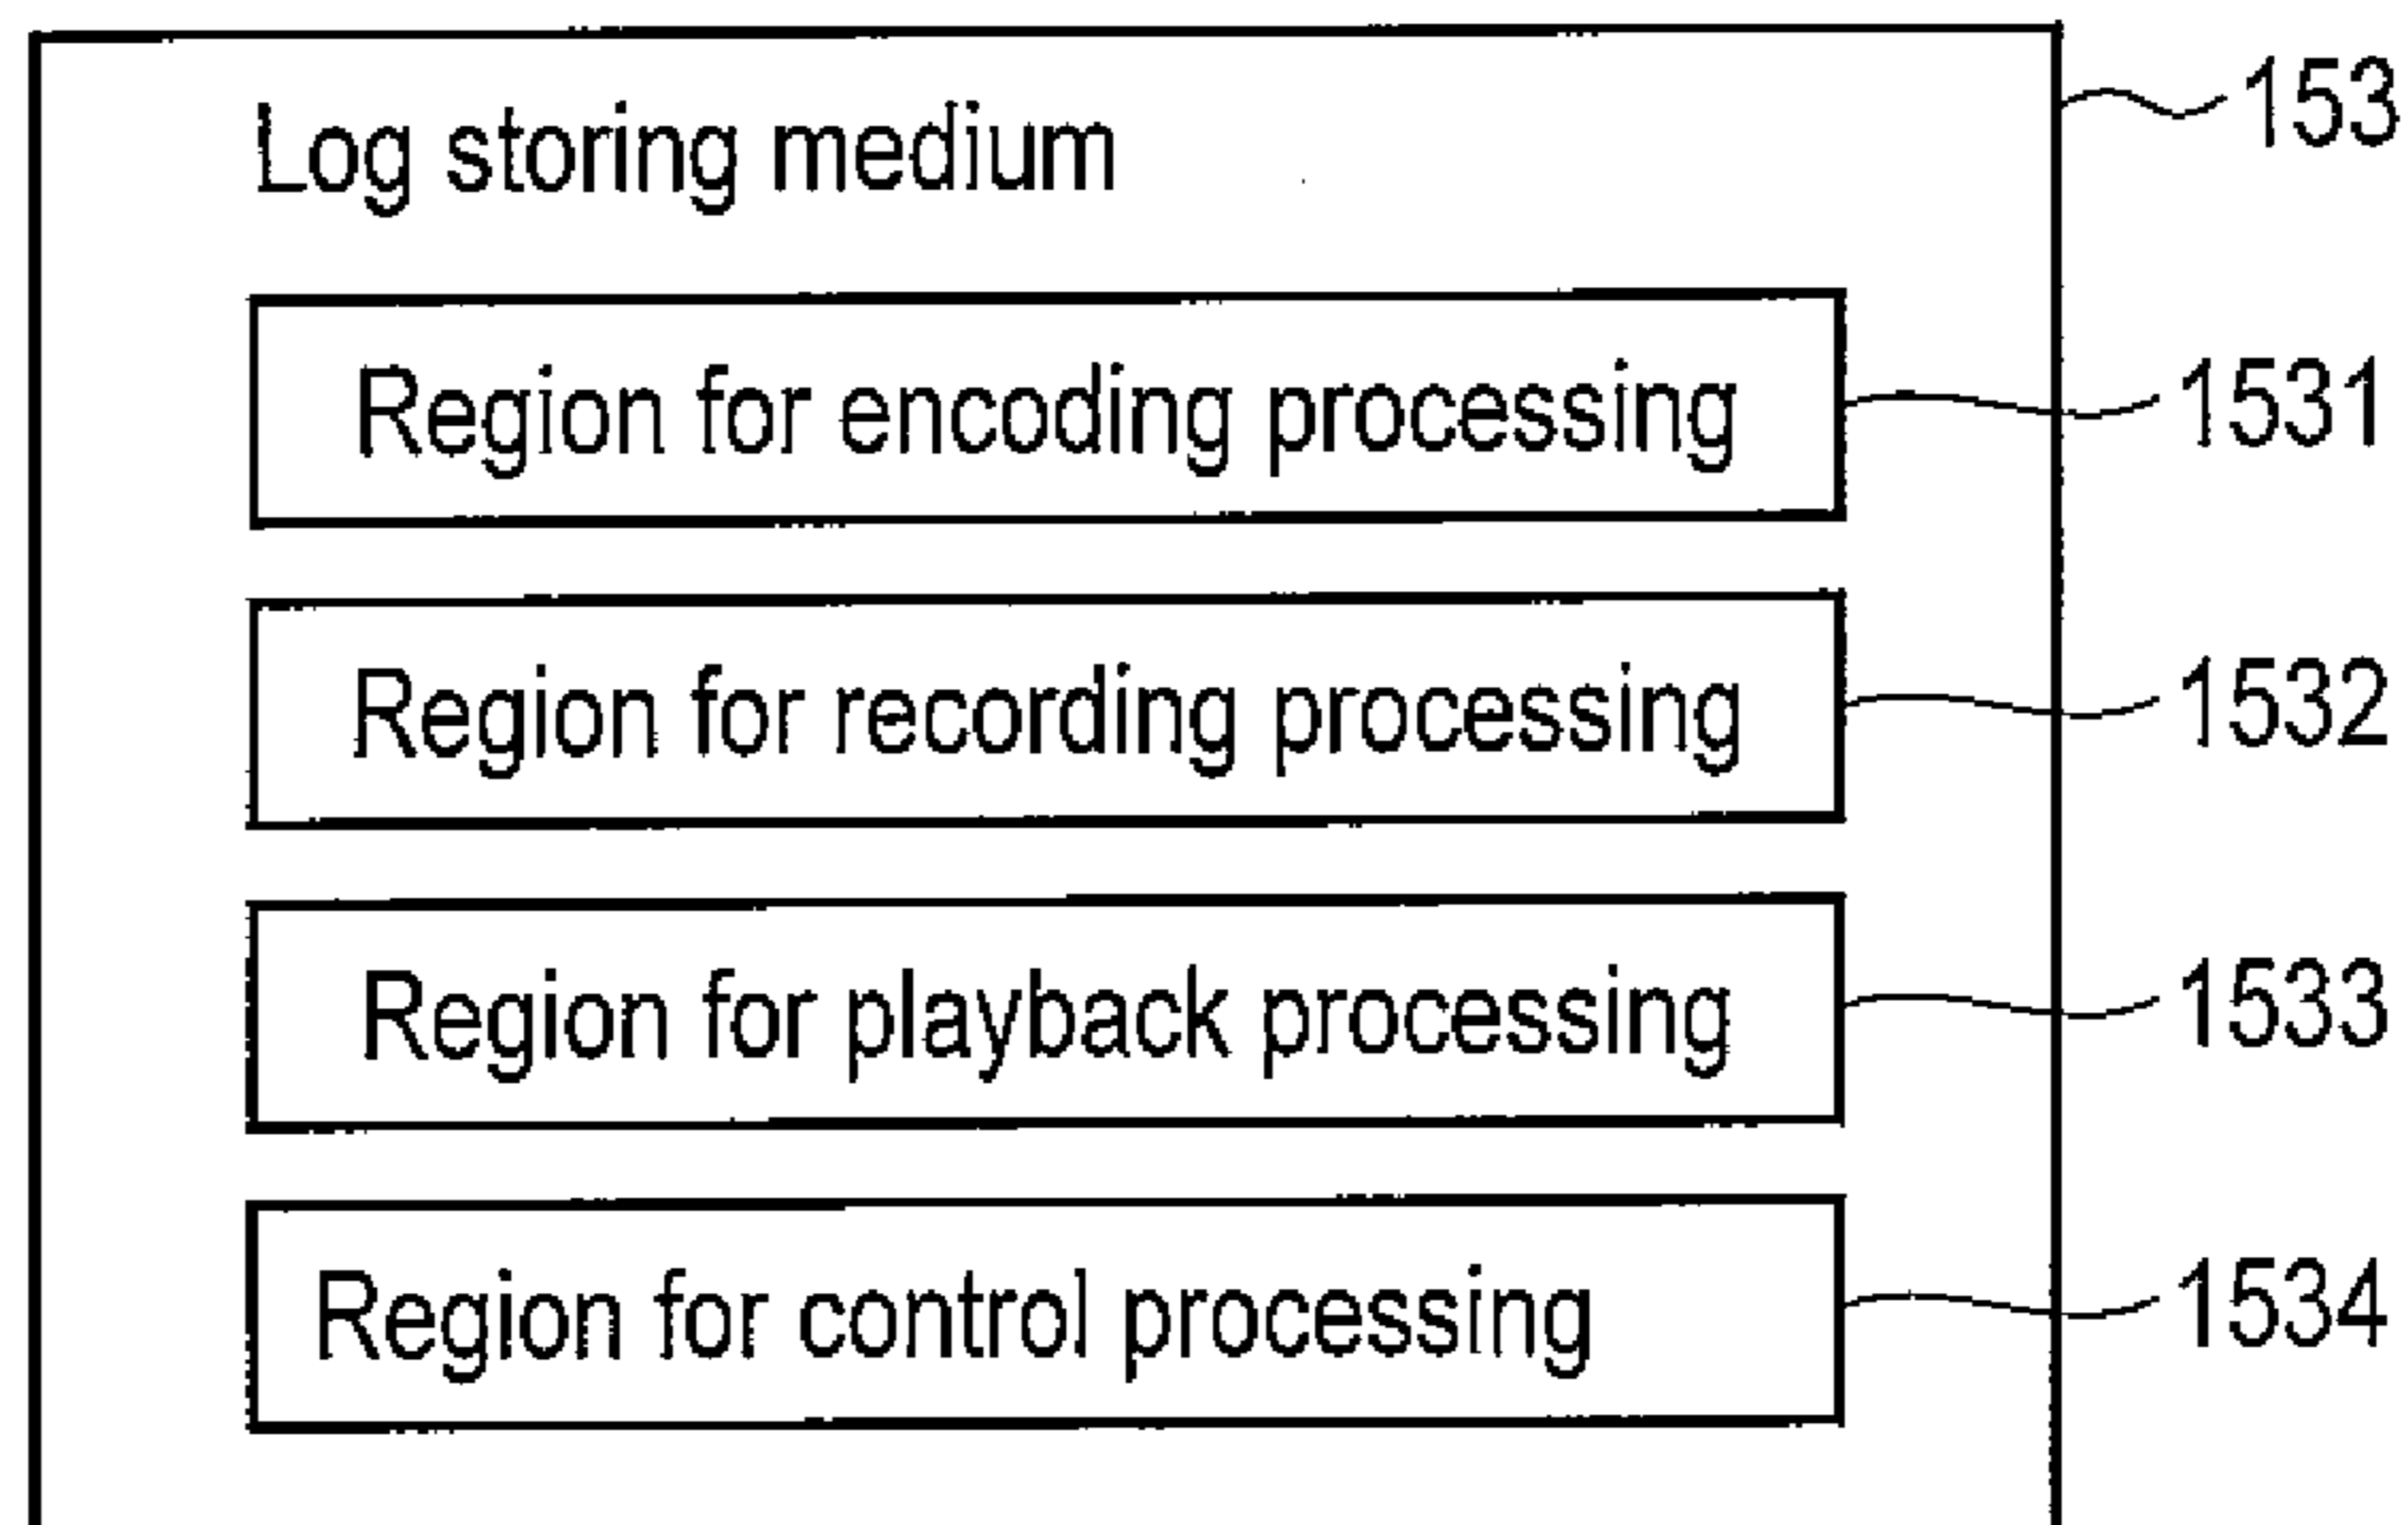 Log storing medium 153
Region for encoding processing 1531
Region for recording processing 1532
Region for playback processing 1533
Region for control processing 1534